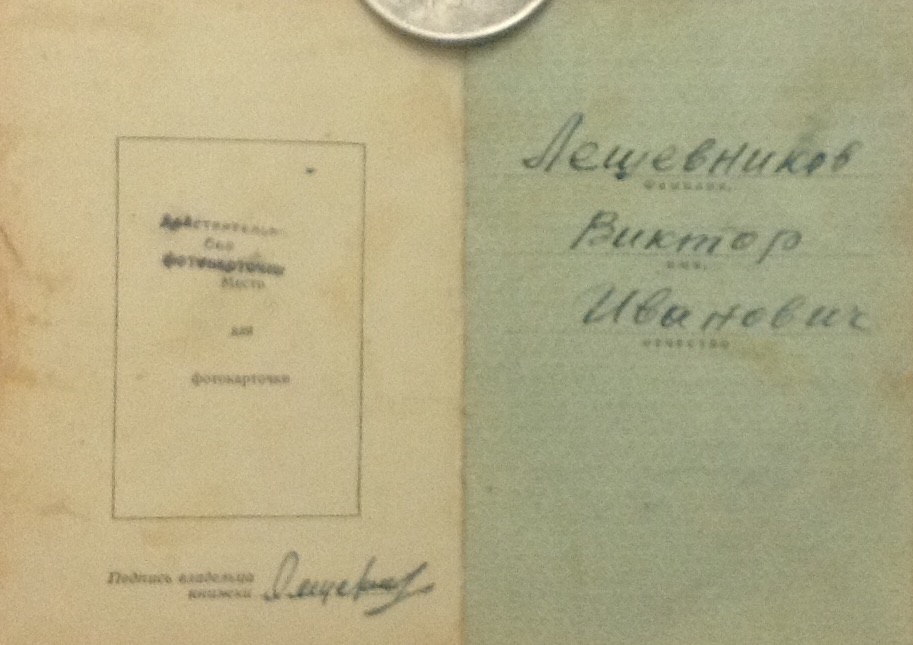 Действительно
без
фотокарточки
Место
для
фотокарточки
Подпись владельца
книжки
Лещевников
фамилия,
Виктор
имя,
Иванович
отчество